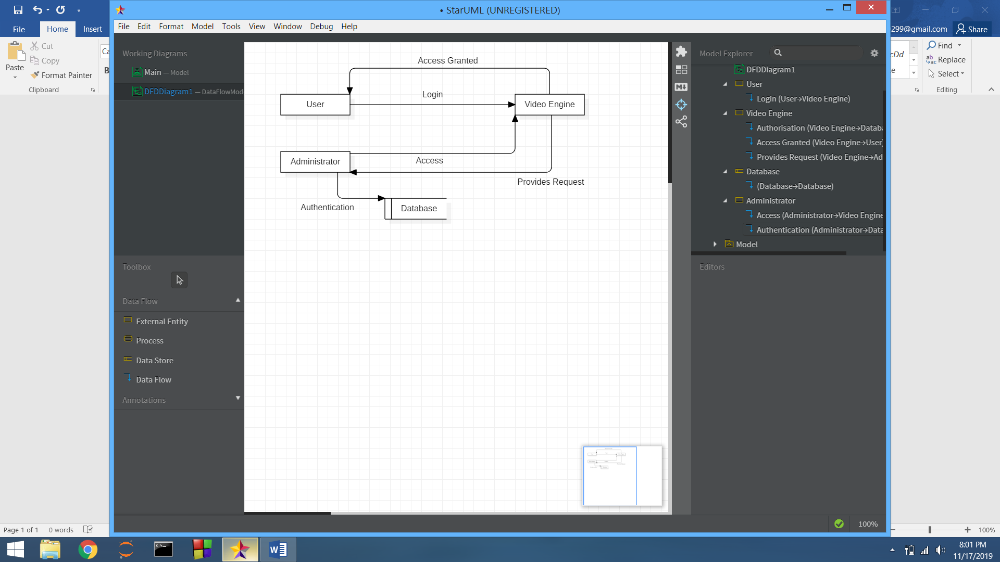 • StarUML (UNREGISTERED)
File Home Insert
299@gmail.com Share
File Edit Format Model Tools View Window Debug Help
Paste
Cut
Copy
Format Painter
Clipboard
Ca
B
Working Diagrams
Main — Model
DFDDiagram1 — DataFlowMod
Toolbox
Data Flow
External Entity
Process
Data Store
Data Flow
Annotations
Access Granted
Login
User
Video Engine
Administrator
Access
Provides Request
Authentication
Database
M
Model Explorer
DFDDiagram1
User
Login (User→Video Engine)
Video Engine
Authorisation (Video Engine→Datab
Access Granted (Video Engine→User
Provides Request (Video Engine→Ad
Database
(Database→Database)
Administrator
Access (Administrator→Video Engine
Authentication (Administrator→Data
Model
Editors
Find
Replace
Select
Editing
100%
Page 1 of 1 0 words
100%
8:01 PM
11/17/2019